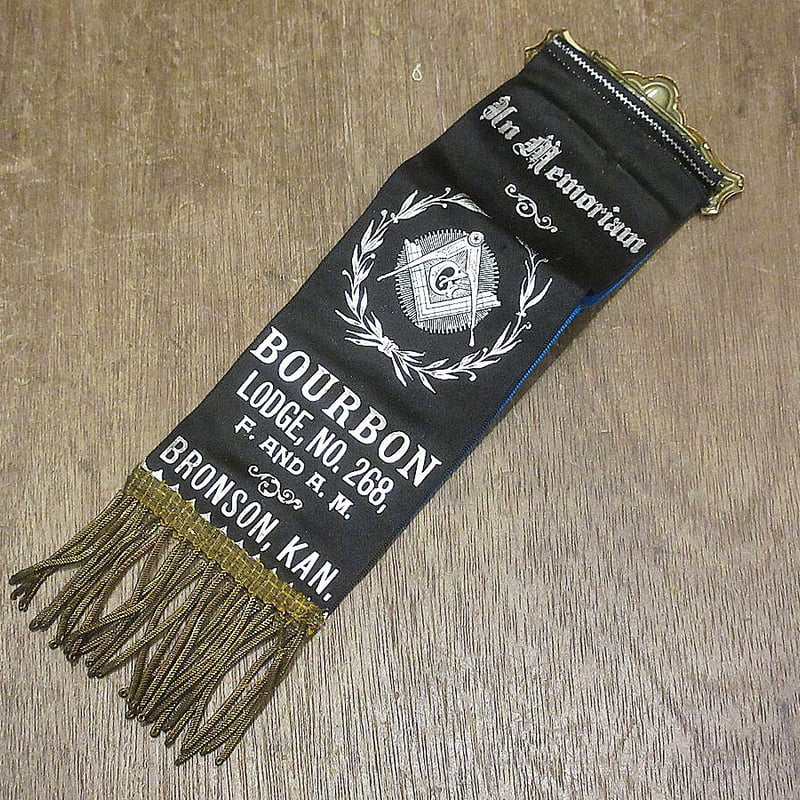 In Memoriam
G
BOURBON
LODGE, NO. 268,
F. AND A. M.
BRONSON, KAN.